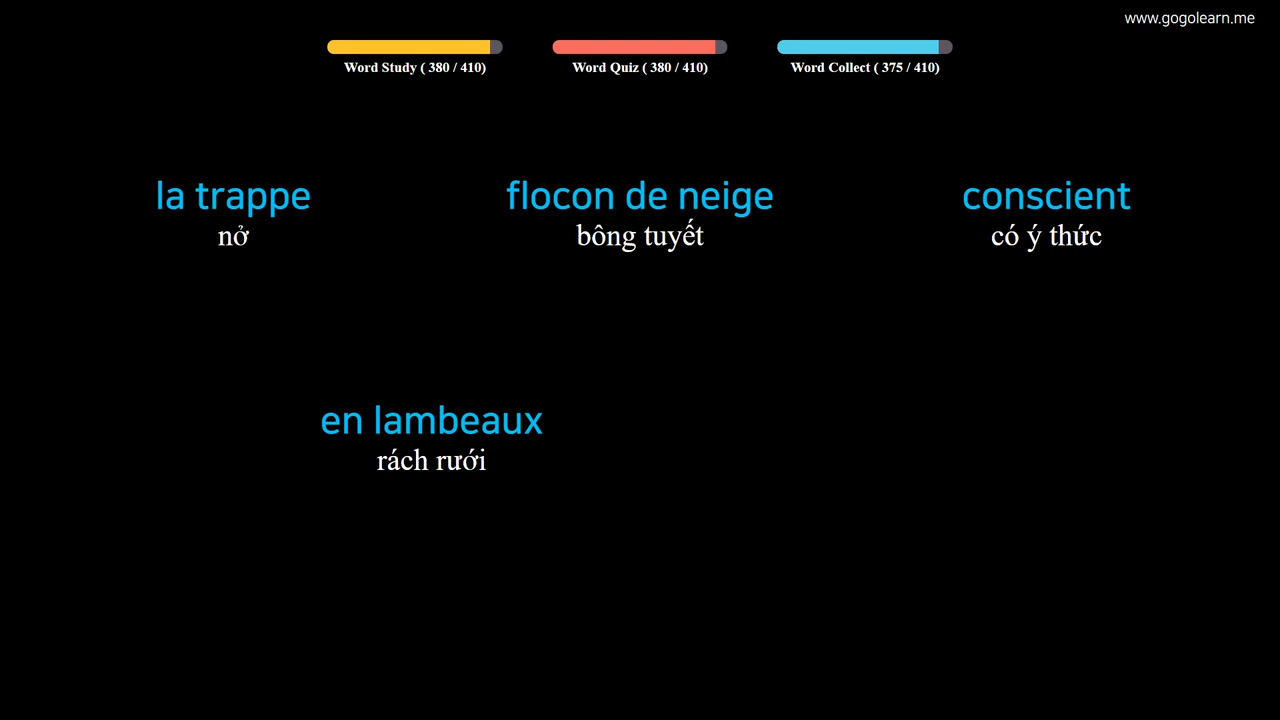 www.gogolearn.me
Word Study ( 380 / 410)
Word Quiz ( 380 / 410)
Word Collect ( 375 / 410)
la trappe
nở
flocon de neige
bông tuyết
conscient
có ý thức
en lambeaux
rách rưới